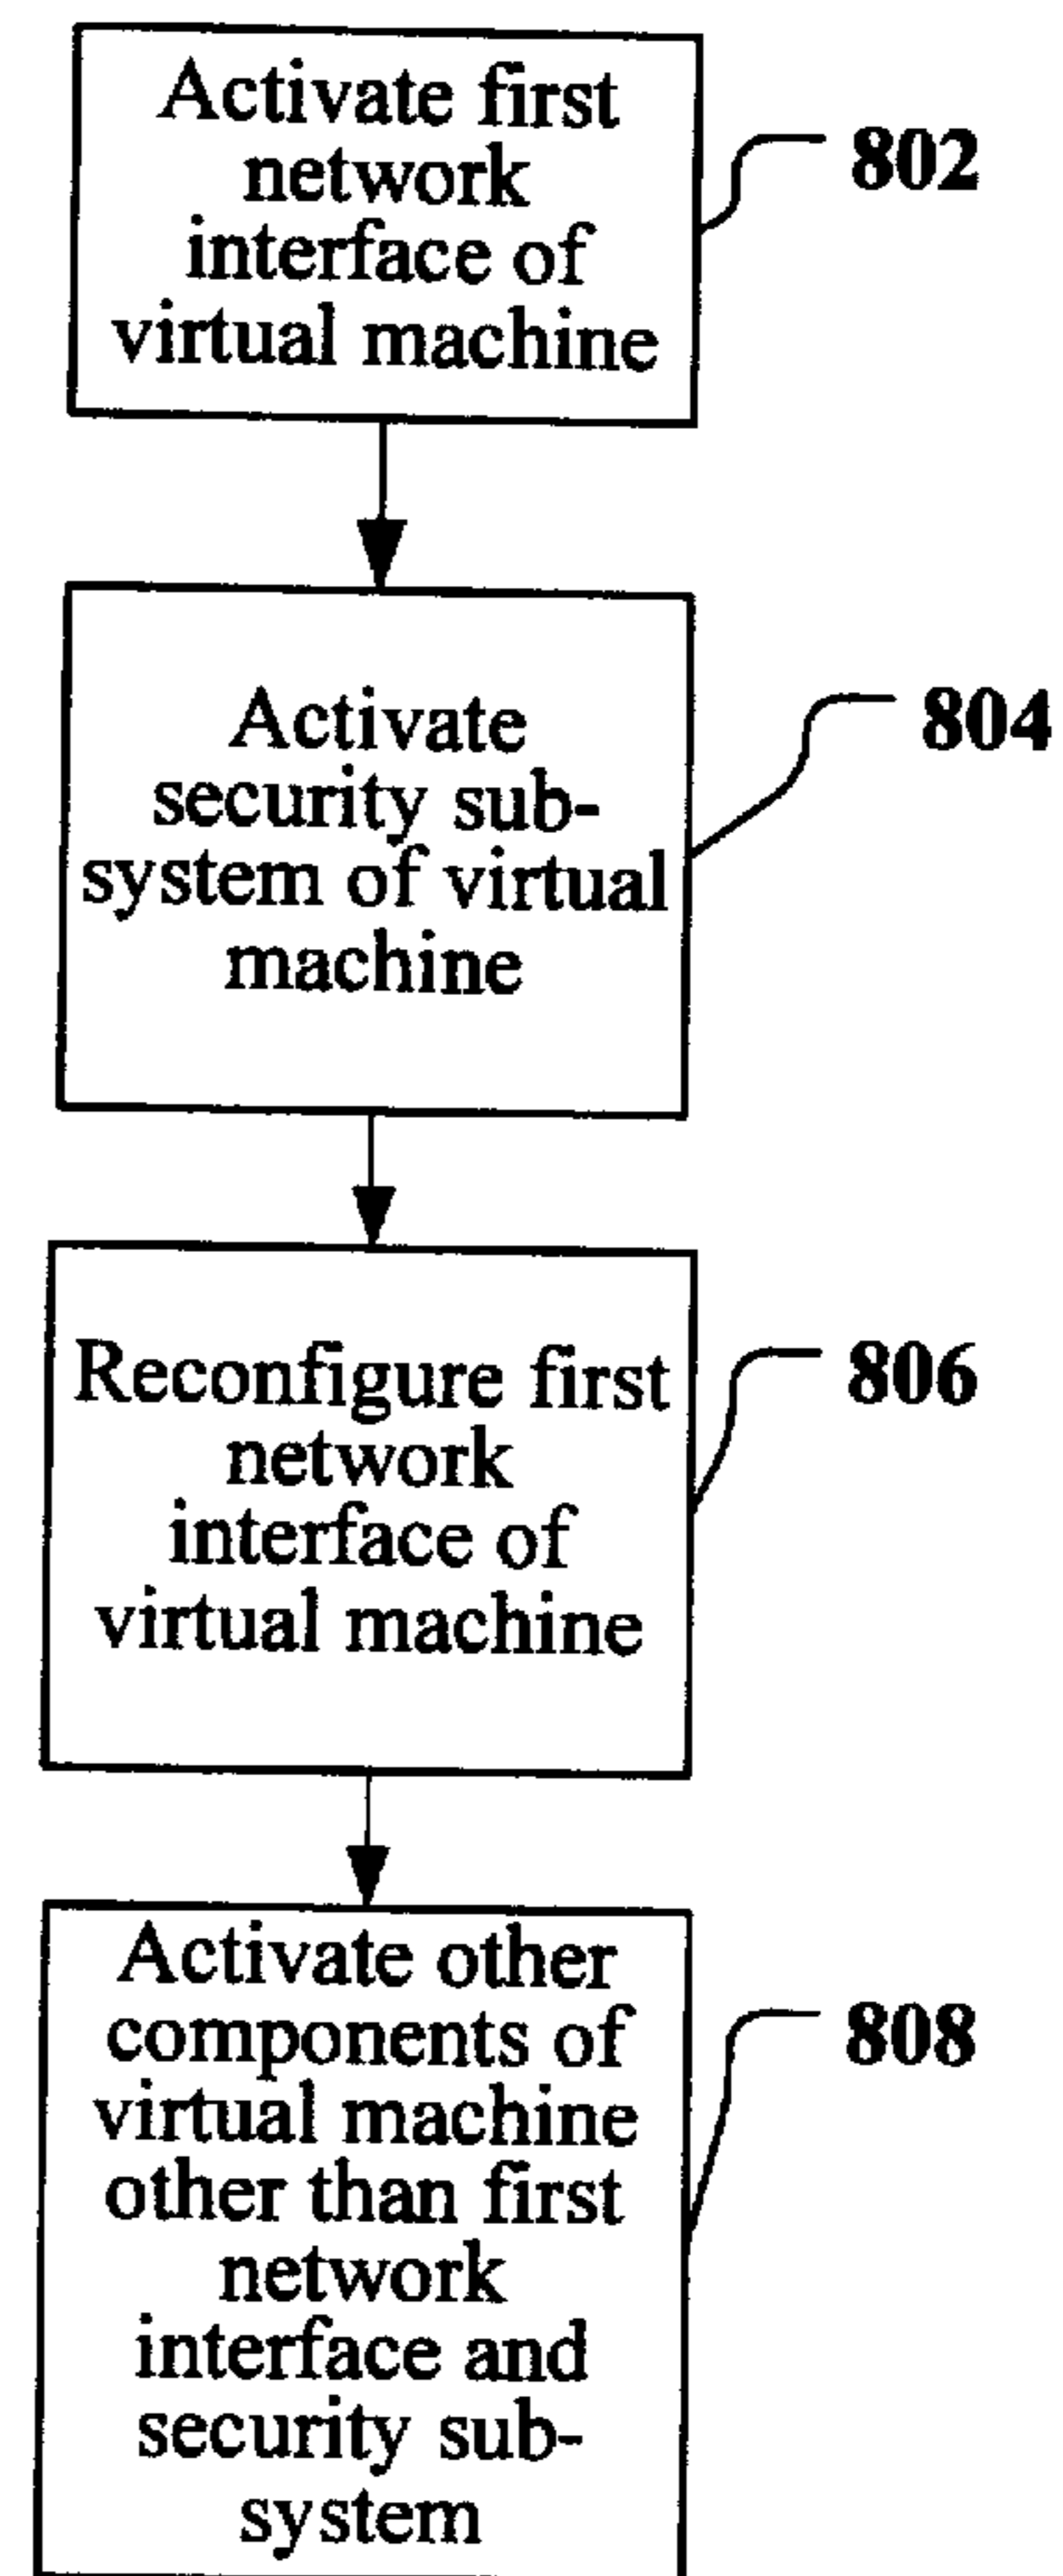 Activate first
network
interface of
virtual machine
802
Activate
security sub-
system of virtual
machine
804
Reconfigure first
network
interface of
virtual machine
806
Activate other
components of
virtual machine
other than first
network
interface and
security sub-
system
808